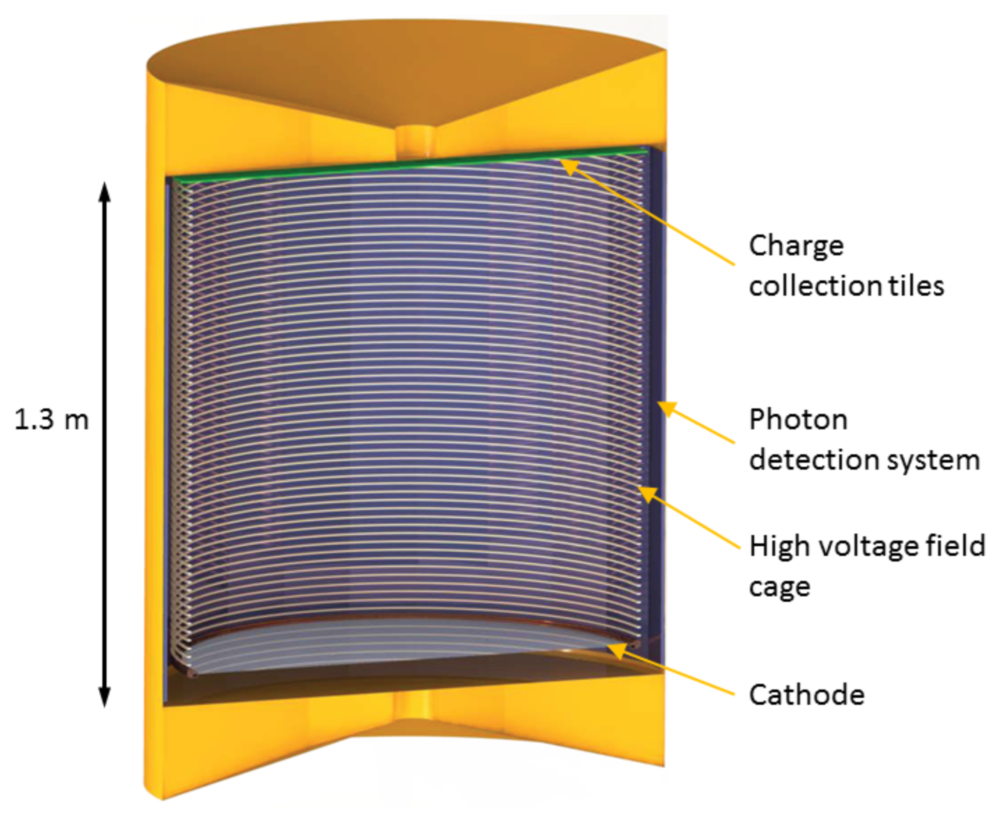 Charge
collection tiles
1.3 m
Photon
detection system
High voltage field
cage
Cathode